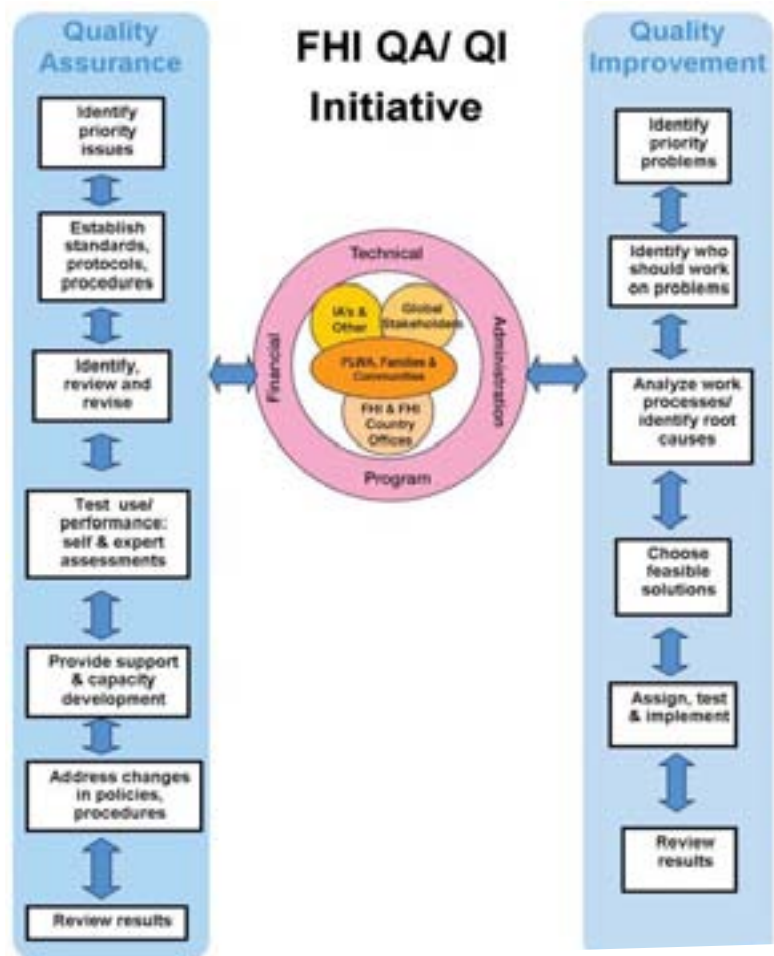 Quality
Assurance
Identify
priority
issues
Establish
standards,
protocols,
procedures
Identify,
review and
revise
Test use/
performance:
self & expert
assessments
Provide support
& capacity
development
Address changes
in policies,
procedures
Review results
FHI QA/ QI
Initiative
Technical
Financial
Administration
Program
IA's &
Other
Global
Stakeholders
PLWA, Families &
Communities
FHI & FHI
Country
Offices
Quality
Improvement
Identify
priority
problems
Identify who
should work
on problems
Analyze work
processes/
identify root
causes
Choose
feasible
solutions
Assign, test
& implement
Review
results